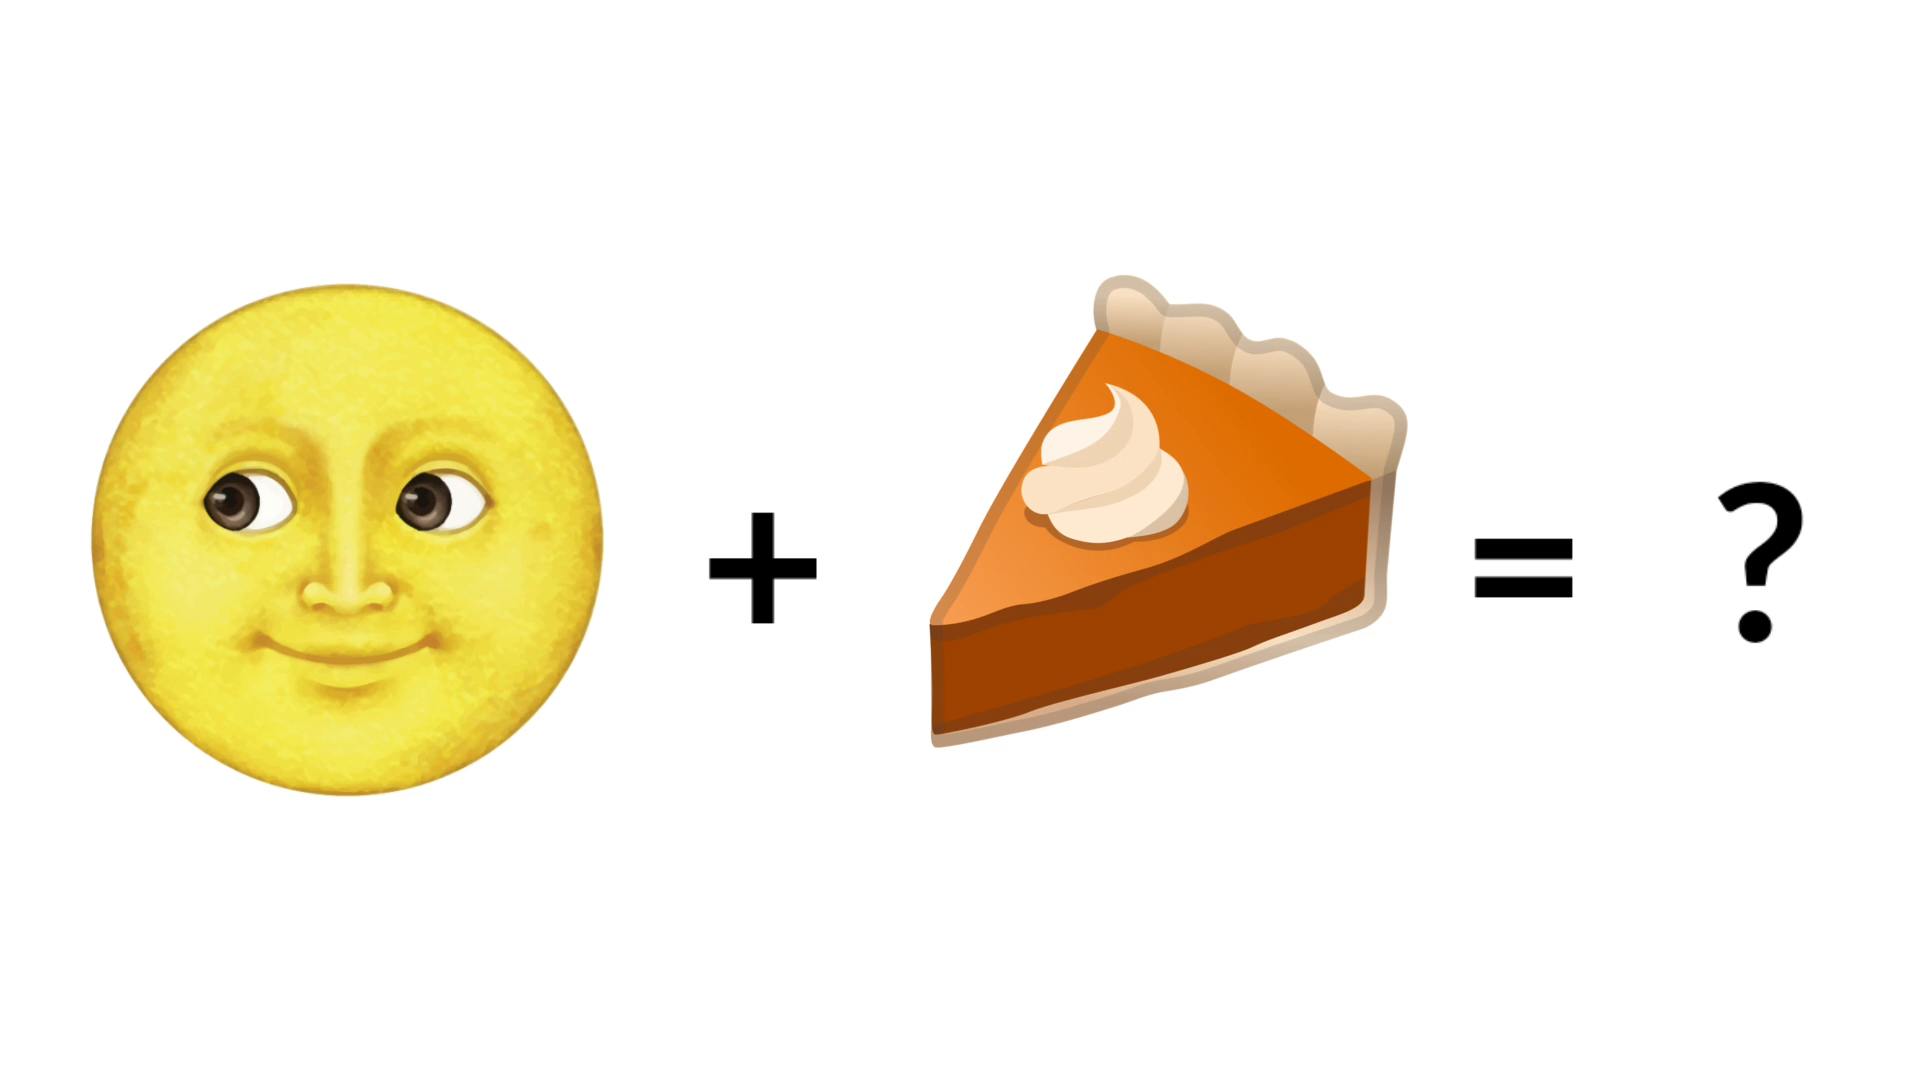 + = ?